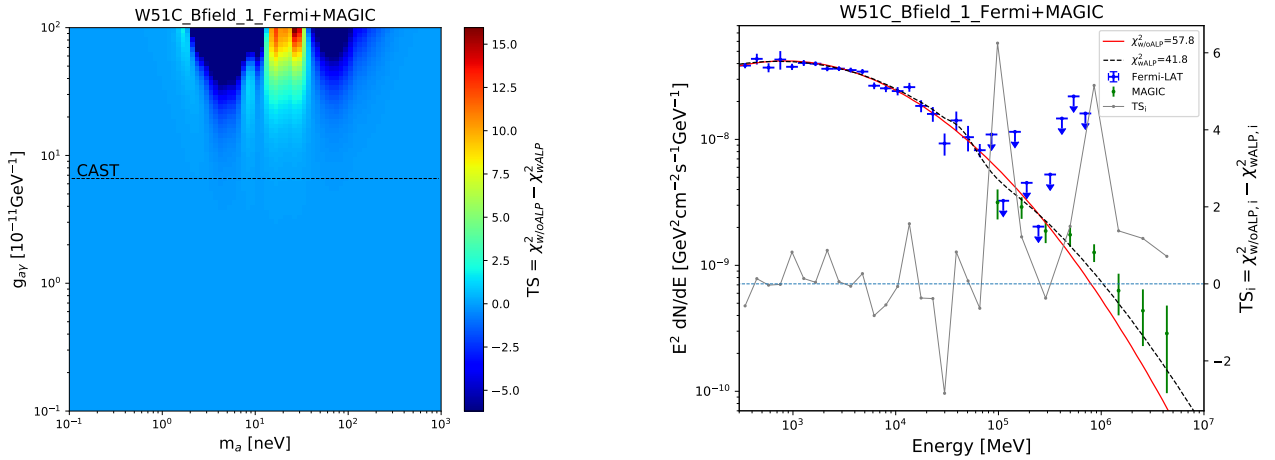 W51C_Bfield_1_Fermi+MAGIC
10²
10¹
10⁰
10⁻¹
g_aγ [10⁻¹¹GeV⁻¹]
CAST
10⁻¹ 10⁰ 10¹ 10² 10³
m_a [neV]
15.0
12.5
10.0
7.5
5.0
2.5
0.0
−2.5
−5.0
TS = χ²_w/oALP − χ²_wALP
W51C_Bfield_1_Fermi+MAGIC
χ²_w/oALP=57.8
χ²_wALP=41.8
Fermi-LAT
MAGIC
TS_i
10⁻⁸
10⁻⁹
10⁻¹⁰
E² dN/dE [GeV²cm⁻²s⁻¹GeV⁻¹]
10³ 10⁴ 10⁵ 10⁶ 10⁷
Energy [MeV]
6
4
2
0
−2
TS_i = χ²_w/oALP,i − χ²_wALP,i